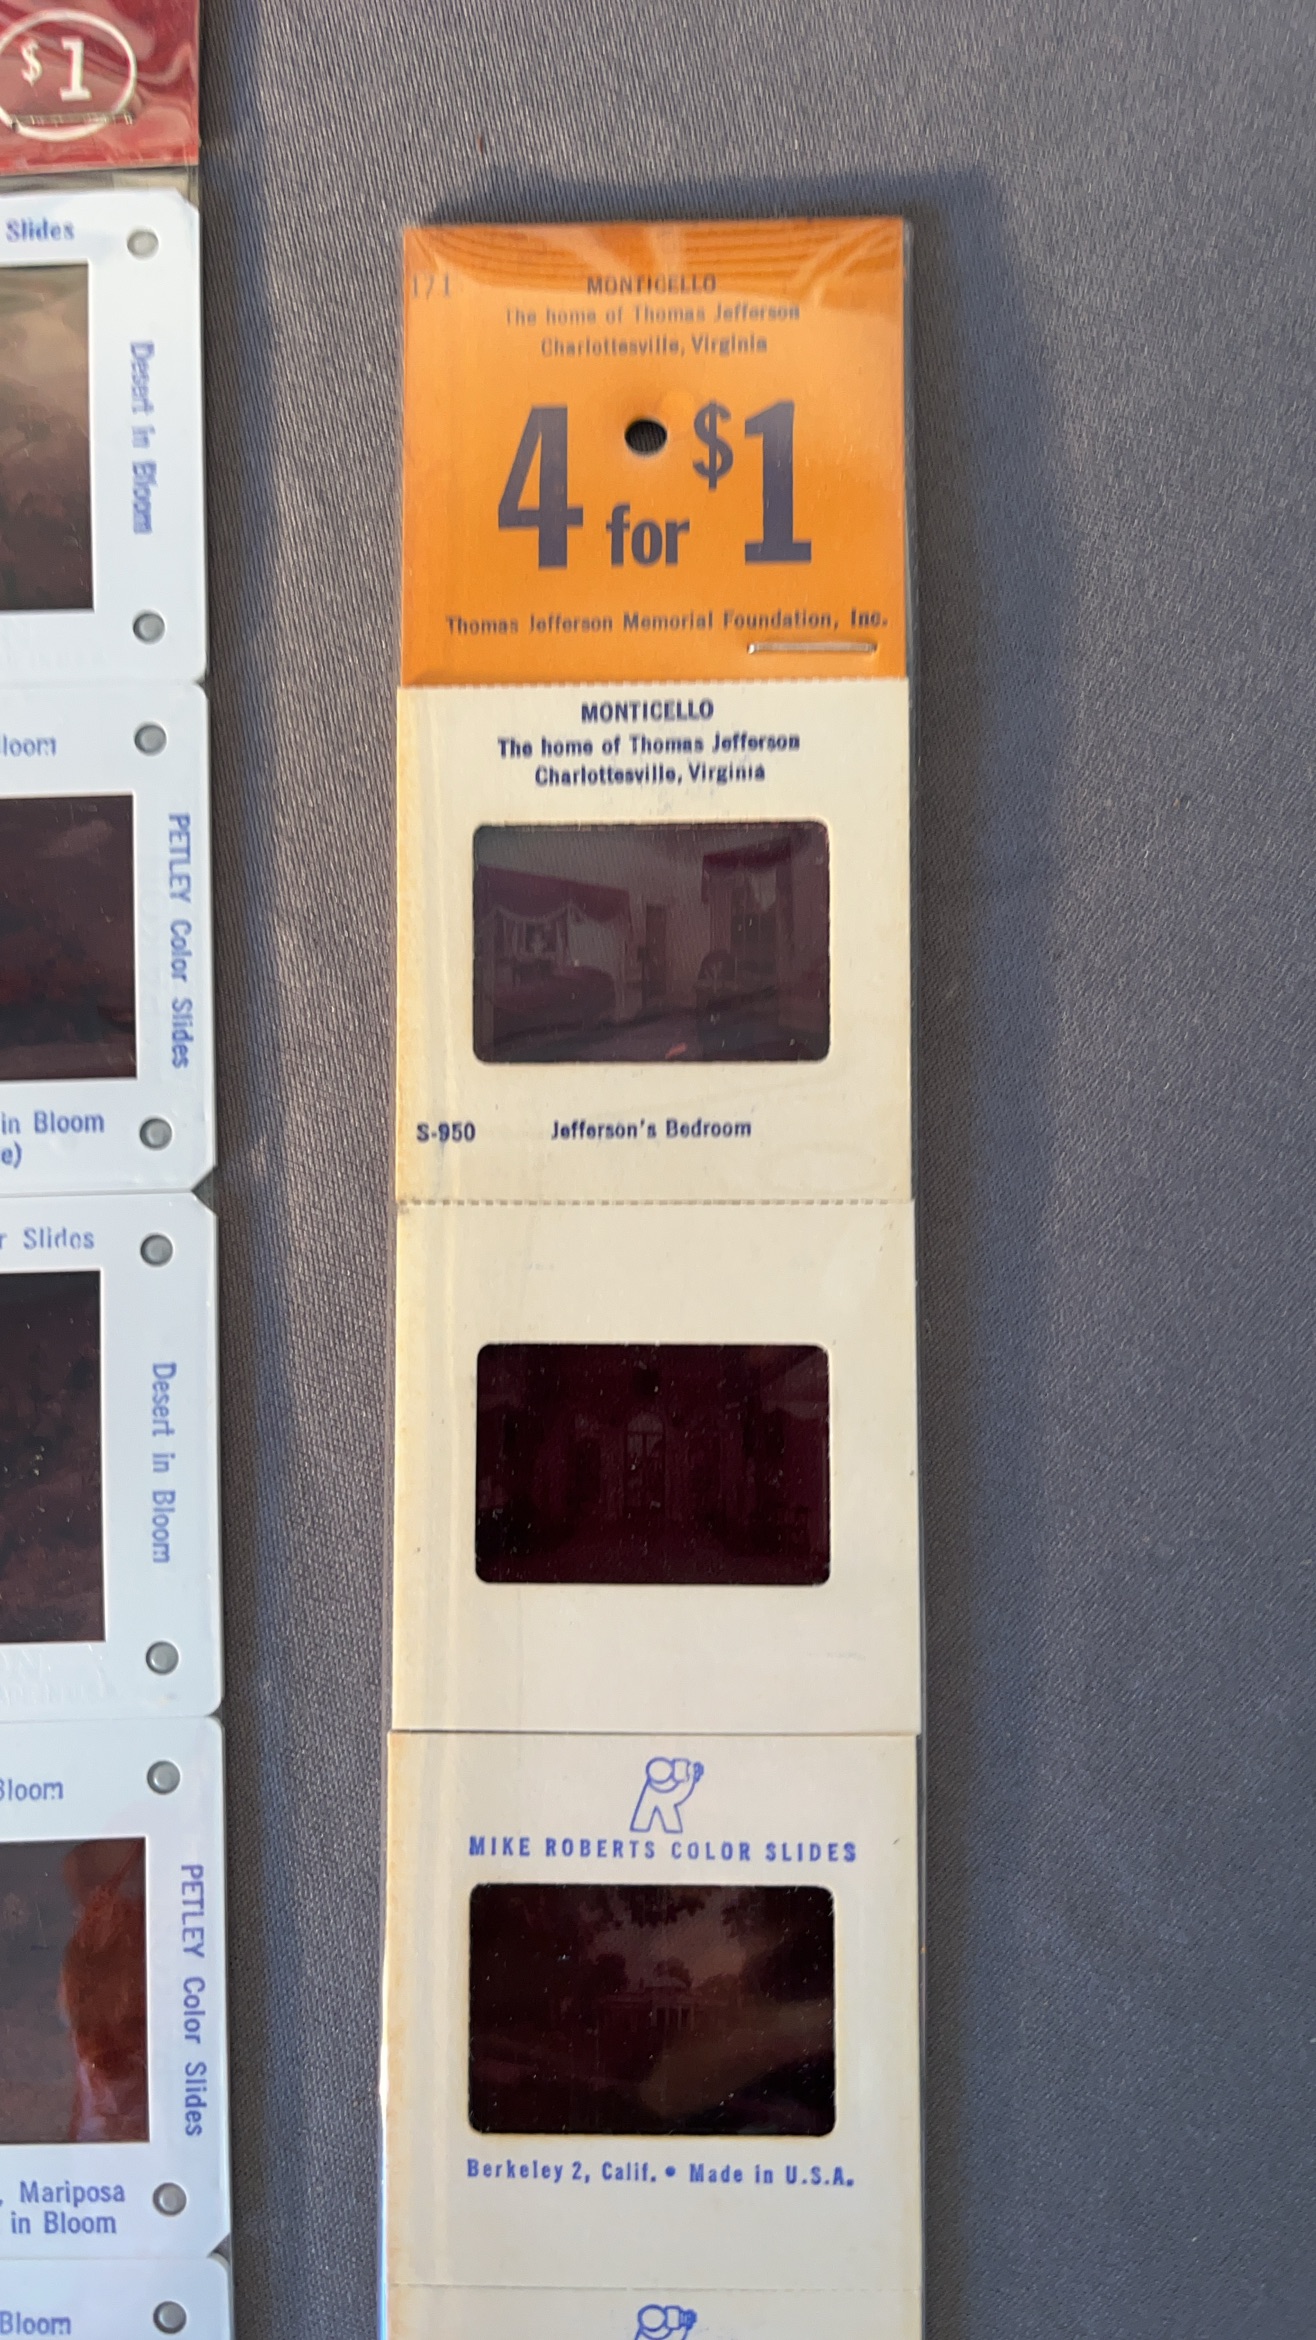 $1
Slides
Desert in Bloom
loom
PETLEY Color Slides
in Bloom
e)
r Slides
Desert in Bloom
Bloom
PETLEY Color Slides
, Mariposa
in Bloom
Bloom
171
MONTICELLO
The home of Thomas Jefferson
Charlottesville, Virginia
4 for $1
Thomas Jefferson Memorial Foundation, Inc.
MONTICELLO
The home of Thomas Jefferson
Charlottesville, Virginia
S-950 Jefferson's Bedroom
MIKE ROBERTS COLOR SLIDES
Berkeley 2, Calif. • Made in U.S.A.